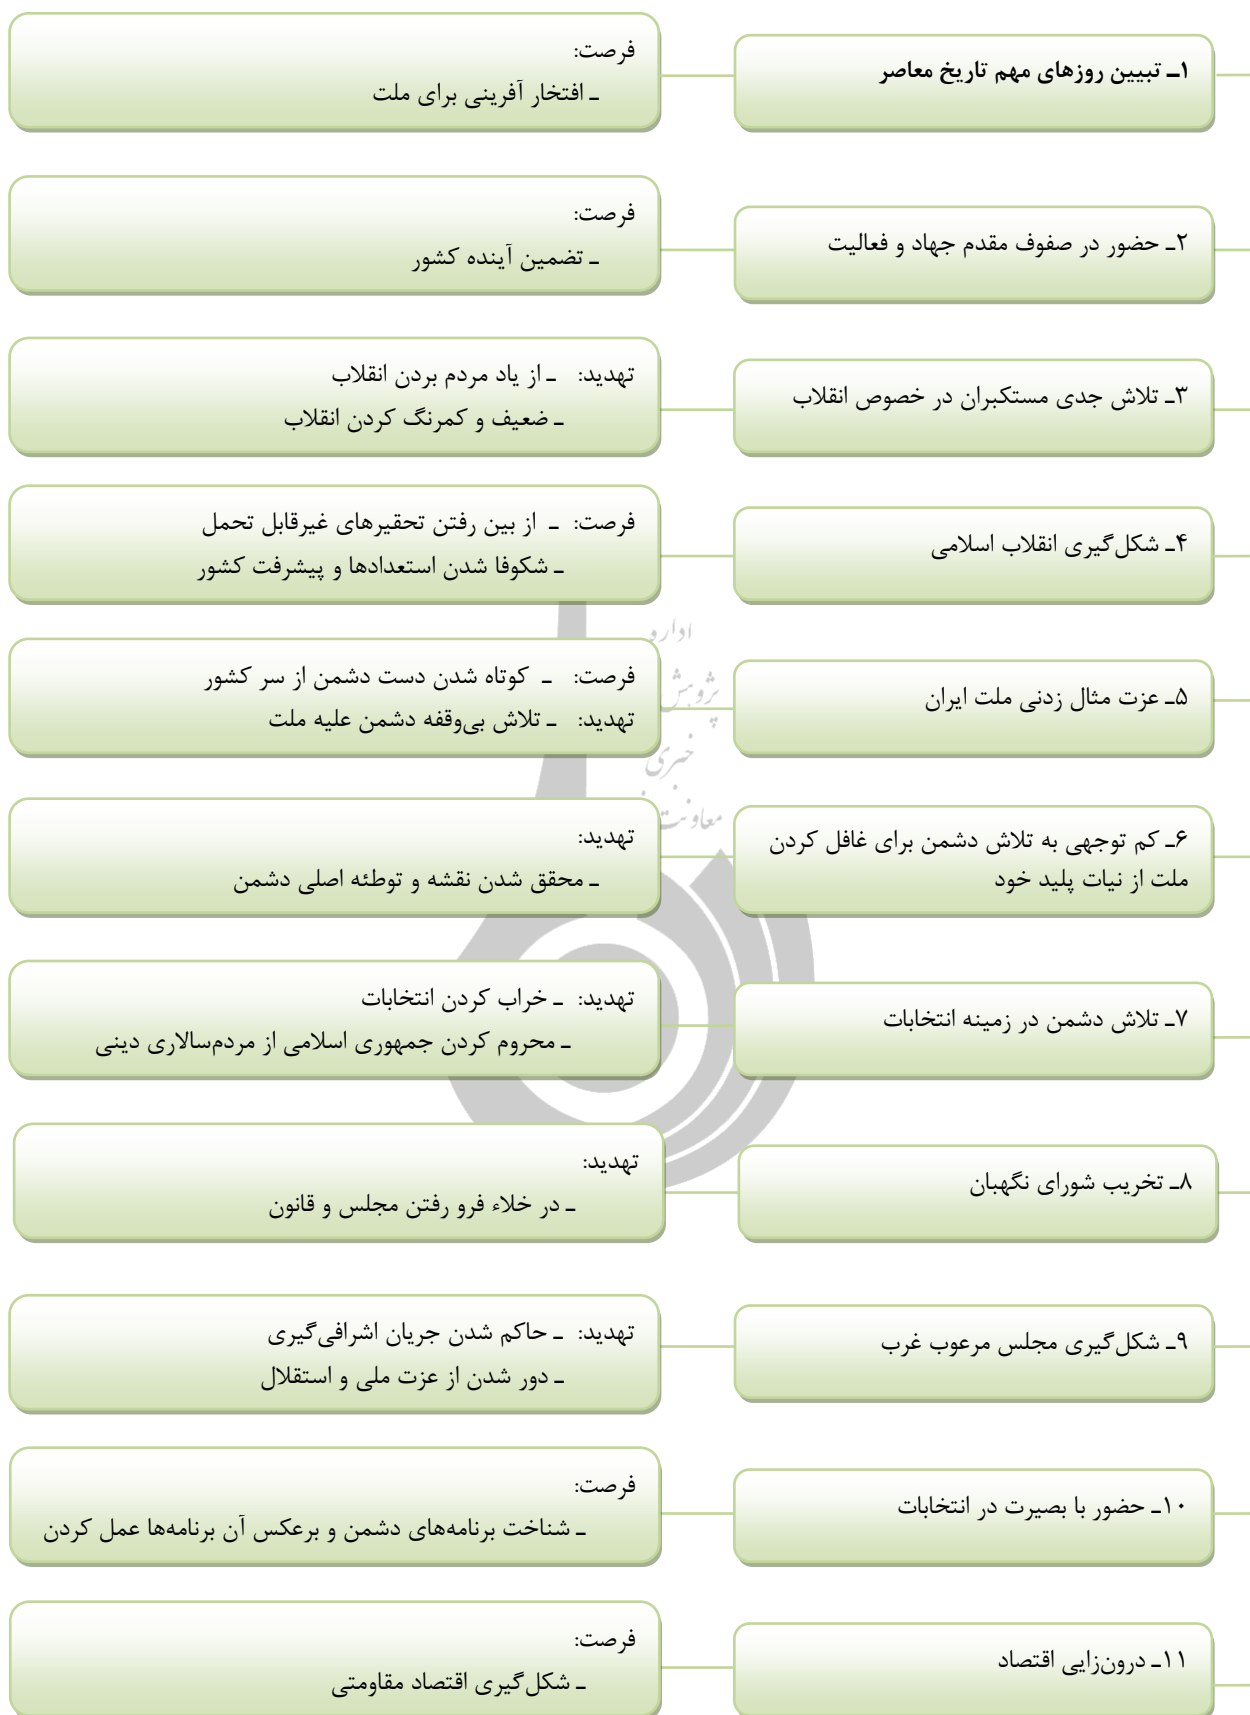 ۱ـ تبیین روزهای مهم تاریخ معاصر
فرصت:
ـ افتخار آفرینی برای ملت
۲ـ حضور در صفوف مقدم جهاد و فعالیت
فرصت:
ـ تضمین آینده کشور
۳ـ تلاش جدی مستکبران در خصوص انقلاب
تهدید: ـ از یاد مردم بردن انقلاب
ـ ضعیف و کمرنگ کردن انقلاب
۴ـ شکل‌گیری انقلاب اسلامی
فرصت: ـ از بین رفتن تحقیرهای غیرقابل تحمل
ـ شکوفا شدن استعدادها و پیشرفت کشور
۵ـ عزت مثال زدنی ملت ایران
فرصت: ـ کوتاه شدن دست دشمن از سر کشور
تهدید: ـ تلاش بی‌وقفه دشمن علیه ملت
۶ـ کم توجهی به تلاش دشمن برای غافل کردن
ملت از نیات پلید خود
تهدید:
ـ محقق شدن نقشه و توطئه اصلی دشمن
۷ـ تلاش دشمن در زمینه انتخابات
تهدید: ـ خراب کردن انتخابات
ـ محروم کردن جمهوری اسلامی از مردم‌سالاری دینی
۸ـ تخریب شورای نگهبان
تهدید:
ـ در خلاء فرو رفتن مجلس و قانون
۹ـ شکل‌گیری مجلس مرعوب غرب
تهدید: ـ حاکم شدن جریان اشرافی‌گیری
ـ دور شدن از عزت ملی و استقلال
۱۰ـ حضور با بصیرت در انتخابات
فرصت:
ـ شناخت برنامه‌های دشمن و برعکس آن برنامه‌ها عمل کردن
۱۱ـ درون‌زایی اقتصاد
فرصت:
ـ شکل‌گیری اقتصاد مقاومتی
اداره
پژوهش
خبری
معاونت